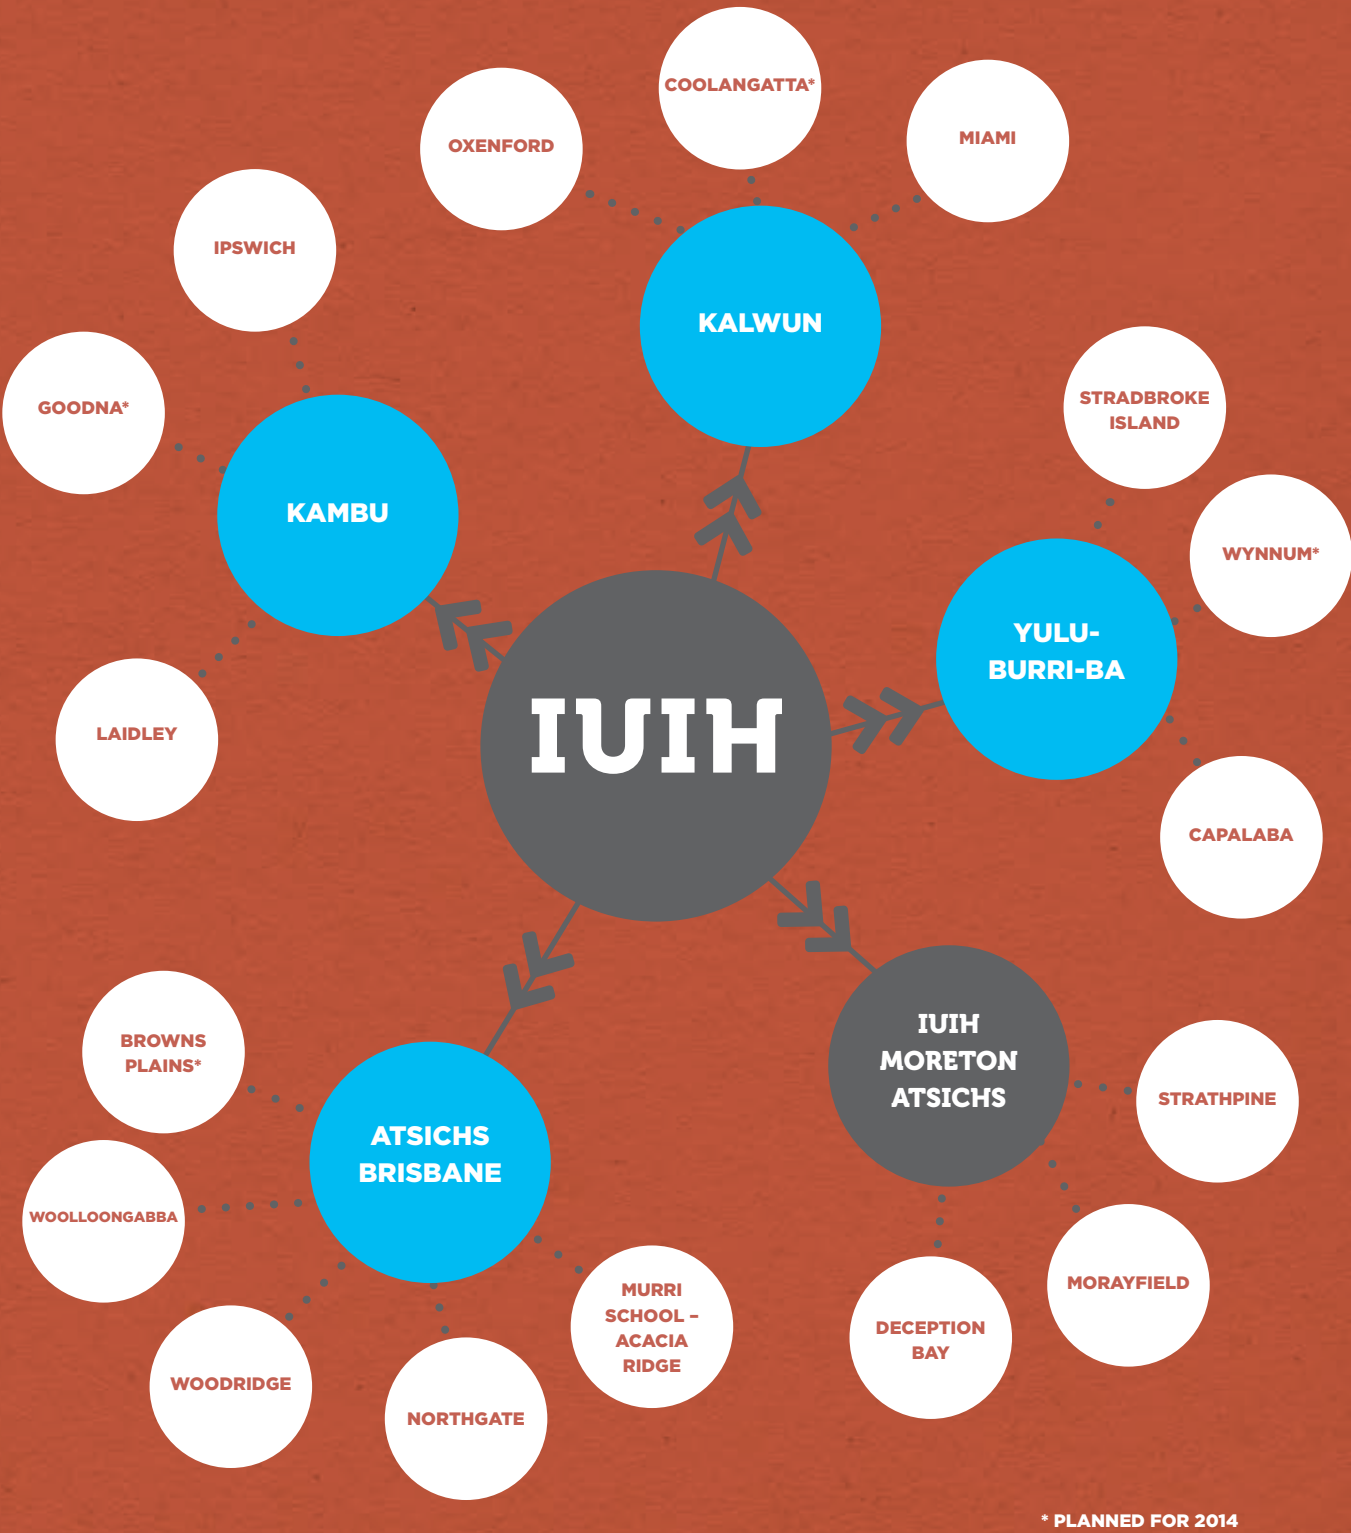 COOLANGATTA*
OXENFORD
MIAMI
IPSWICH
KALWUN
GOODNA*
STRADBROKE
ISLAND
KAMBU
WYNNUM*
YULU-
BURRI-BA
LAIDLEY
IUIH
CAPALABA
BROWNS
PLAINS*
IUIH
MORETON
ATSICHS
STRATHPINE
ATSICHS
BRISBANE
WOOLLOONGABBA
MORAYFIELD
MURRI
SCHOOL –
ACACIA
RIDGE
DECEPTION
BAY
WOODRIDGE
NORTHGATE
* PLANNED FOR 2014